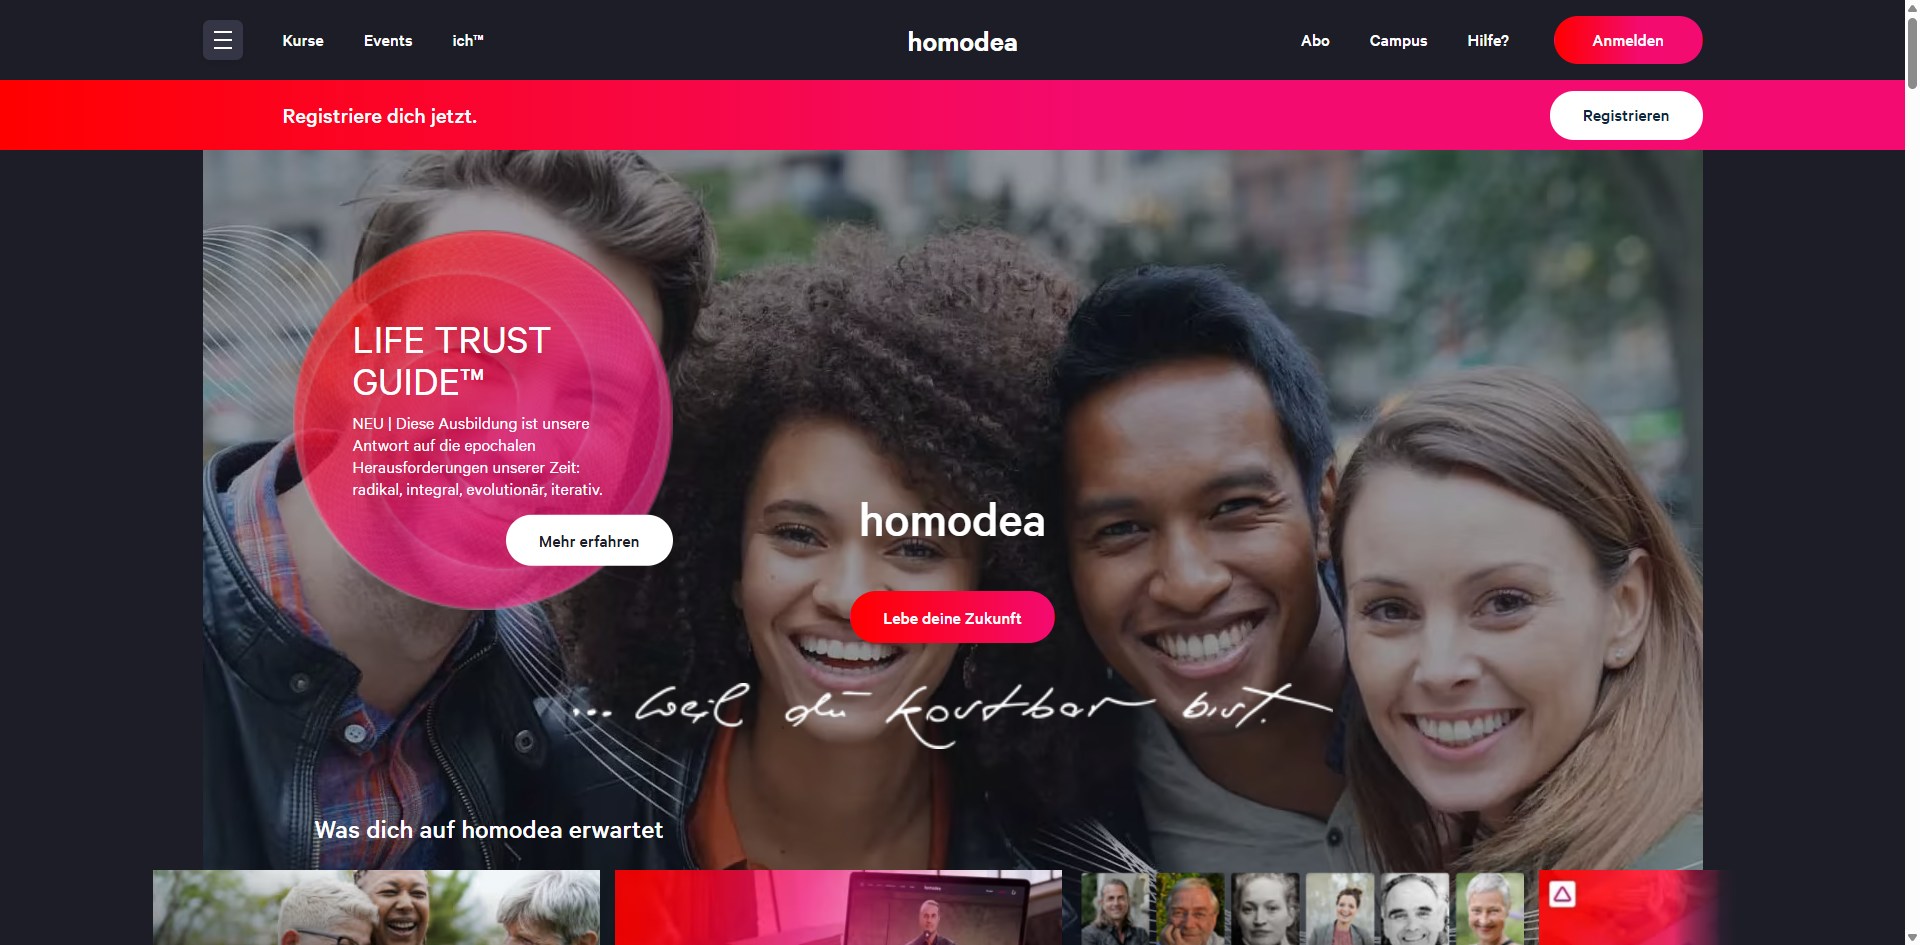 Kurse Events ich™ homodea Abo Campus Hilfe? Anmelden
Registriere dich jetzt. Registrieren
LIFE TRUST
GUIDE™
NEU | Diese Ausbildung ist unsere
Antwort auf die epochalen
Herausforderungen unserer Zeit:
radikal, integral, evolutionär, iterativ.
Mehr erfahren
homodea
Lebe deine Zukunft
... weil du kostbar bist.
Was dich auf homodea erwartet
homodea